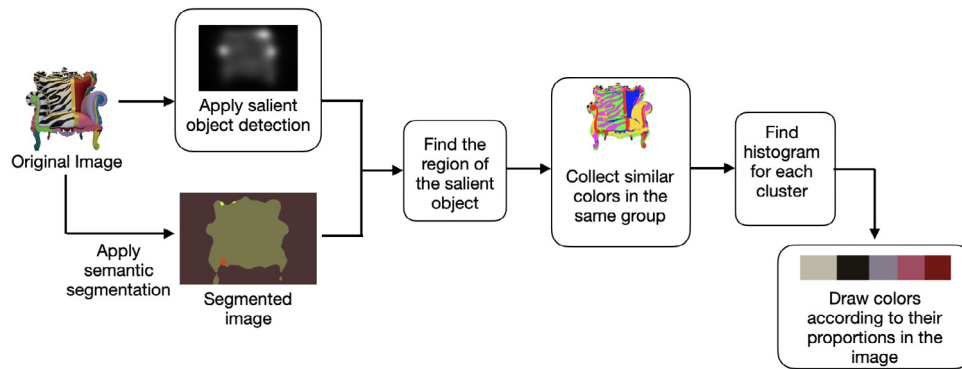 Original Image
Apply salient
object detection
Apply
semantic
segmentation
Segmented
image
Find the
region of
the salient
object
Collect similar
colors in the
same group
Find
histogram
for each
cluster
Draw colors
according to their
proportions in the
image